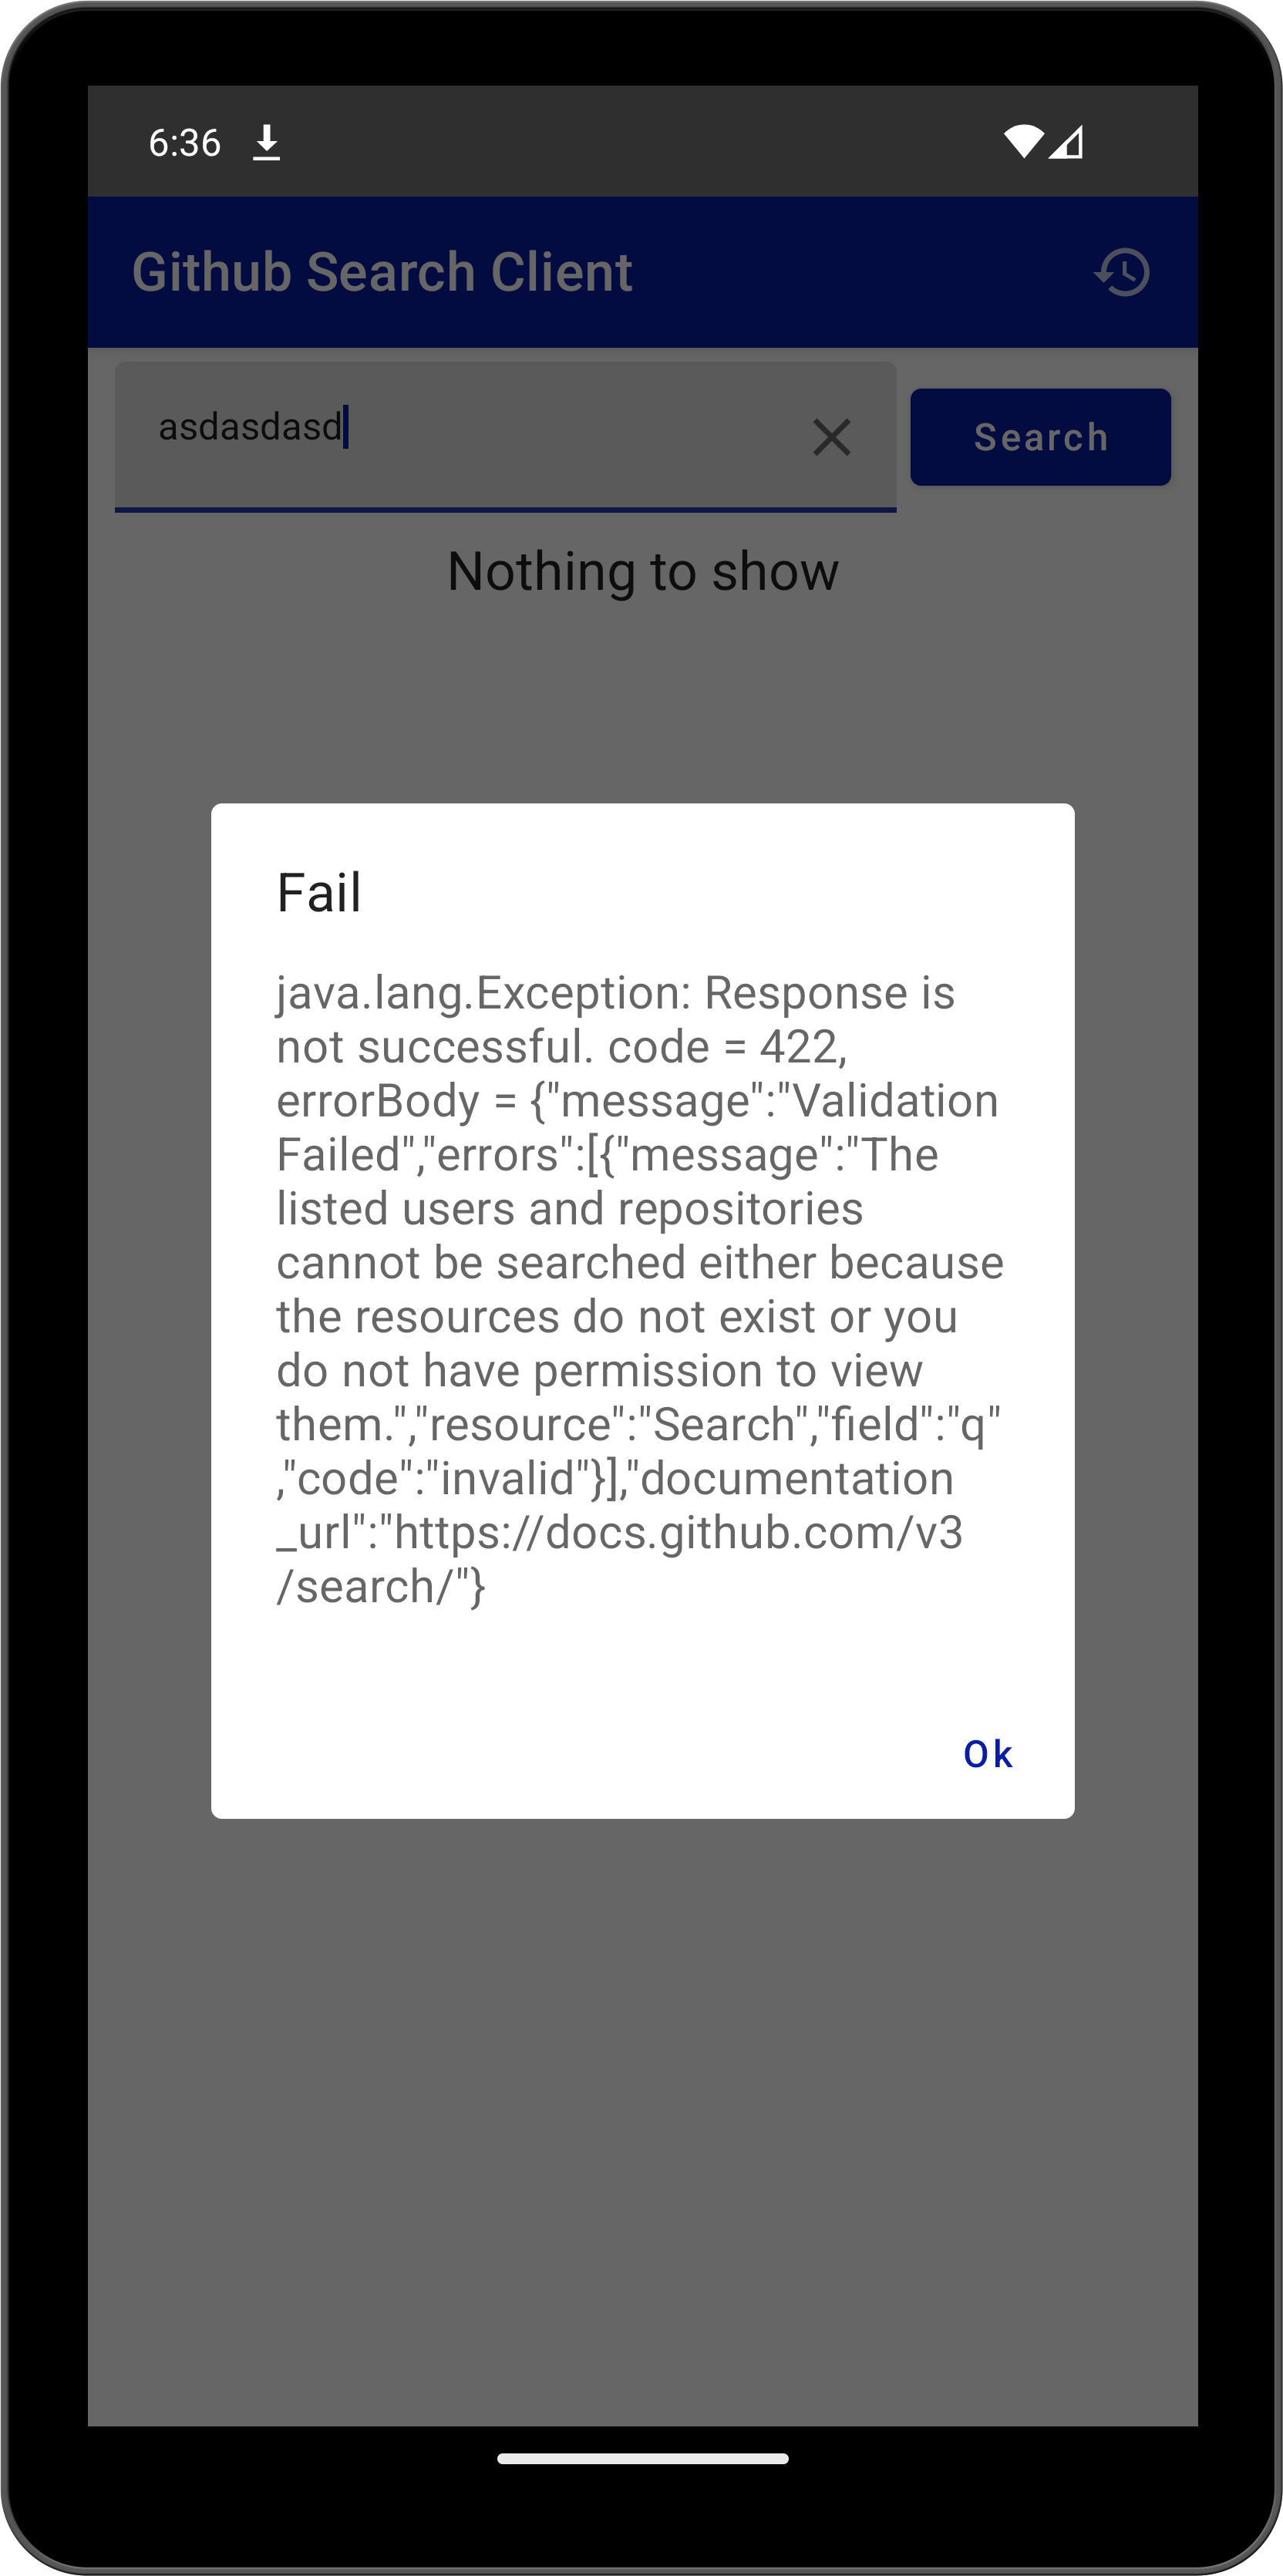 6:36
Github Search Client
asdasdasd
Search
Nothing to show
Fail
java.lang.Exception: Response is
not successful. code = 422,
errorBody = {"message":"Validation
Failed","errors":[{"message":"The
listed users and repositories
cannot be searched either because
the resources do not exist or you
do not have permission to view
them.","resource":"Search","field":"q"
,"code":"invalid"}],"documentation
_url":"https://docs.github.com/v3
/search/"}
Ok